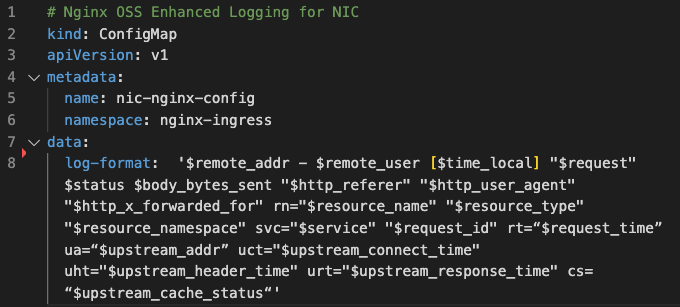 1 # Nginx OSS Enhanced Logging for NIC
2 kind: ConfigMap
3 apiVersion: v1
4 metadata:
5 name: nic-nginx-config
6 namespace: nginx-ingress
7 data:
8 log-format:  '$remote_addr - $remote_user [$time_local] "$request"
$status $body_bytes_sent "$http_referer" "$http_user_agent"
"$http_x_forwarded_for" rn="$resource_name" "$resource_type"
"$resource_namespace" svc="$service" "$request_id" rt=“$request_time”
ua=“$upstream_addr” uct="$upstream_connect_time"
uht="$upstream_header_time" urt="$upstream_response_time" cs=
“$upstream_cache_status“'